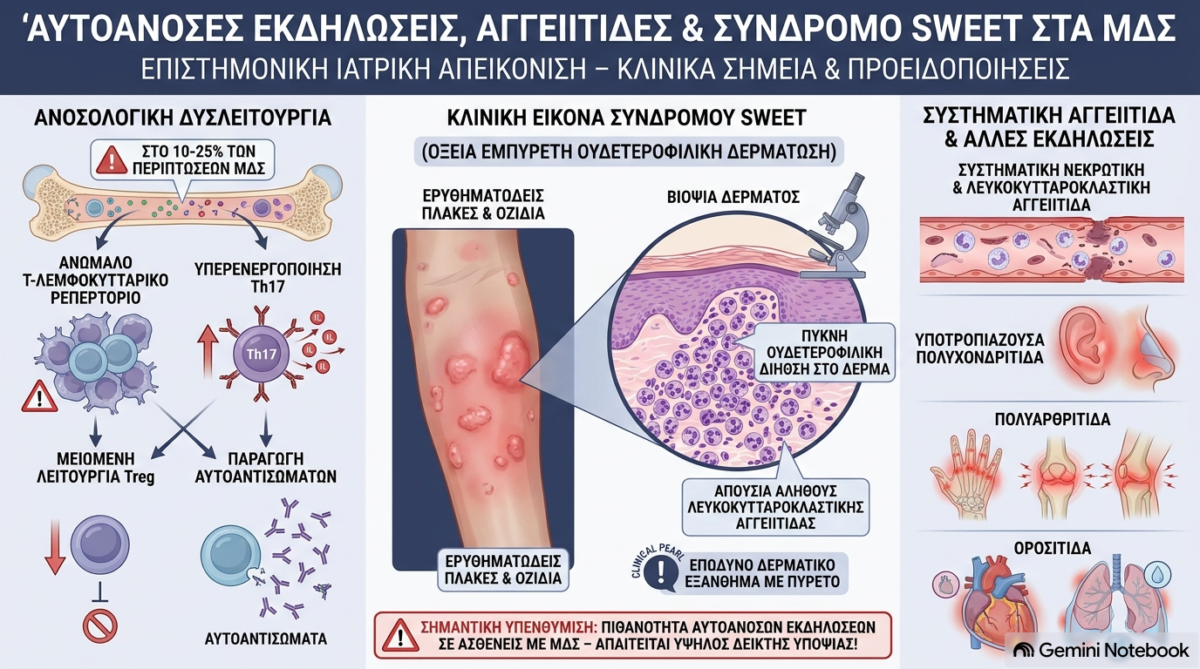 'ΑΥΤΟΑΝΟΣΕΣ ΕΚΔΗΛΩΣΕΙΣ, ΑΓΓΕΙΙΤΙΔΕΣ & ΣΥΝΔΡΟΜΟ SWEET ΣΤΑ ΜΔΣ
ΕΠΙΣΤΗΜΟΝΙΚΗ ΙΑΤΡΙΚΗ ΑΠΕΙΚΟΝΙΣΗ – ΚΛΙΝΙΚΑ ΣΗΜΕΙΑ & ΠΡΟΕΙΔΟΠΟΙΗΣΕΙΣ
ΑΝΟΣΟΛΟΓΙΚΗ ΔΥΣΛΕΙΤΟΥΡΓΙΑ
ΣΤΟ 10-25% ΤΩΝ
ΠΕΡΙΠΤΩΣΕΩΝ ΜΔΣ
ΑΝΩΜΑΛΟ
Τ-ΛΕΜΦΟΚΥΤΤΑΡΙΚΟ
ΡΕΠΕΡΤΟΡΙΟ
ΥΠΕΡΕΝΕΡΓΟΠΟΙΗΣΗ
Th17
IL
IL
IL
IL
Th17
ΜΕΙΩΜΕΝΗ
ΛΕΙΤΟΥΡΓΙΑ Treg
ΠΑΡΑΓΩΓΗ
ΑΥΤΟΑΝΤΙΣΩΜΑΤΩΝ
ΑΥΤΟΑΝΤΙΣΩΜΑΤΑ
ΚΛΙΝΙΚΗ ΕΙΚΟΝΑ ΣΥΝΔΡΟΜΟΥ SWEET
(ΟΞΕΙΑ ΕΜΠΥΡΕΤΗ ΟΥΔΕΤΕΡΟΦΙΛΙΚΗ ΔΕΡΜΑΤΩΣΗ)
ΕΡΥΘΗΜΑΤΩΔΕΙΣ
ΠΛΑΚΕΣ & ΟΖΙΔΙΑ
ΒΙΟΨΙΑ ΔΕΡΜΑΤΟΣ
ΠΥΚΝΗ
ΟΥΔΕΤΕΡΟΦΙΛΙΚΗ
ΔΙΗΘΗΣΗ ΣΤΟ ΔΕΡΜΑ
ΑΠΟΥΣΙΑ ΑΛΗΘΟΥΣ
ΛΕΥΚΟΚΥΤΤΑΡΟΚΛΑΣΤΙΚΗΣ
ΑΓΓΕΙΙΤΙΔΑΣ
ΕΡΥΘΗΜΑΤΩΔΕΙΣ
ΠΛΑΚΕΣ & ΟΖΙΔΙΑ
CLINICAL PEARL
ΕΠΩΔΥΝΟ ΔΕΡΜΑΤΙΚΟ
ΕΞΑΝΘΗΜΑ ΜΕ ΠΥΡΕΤΟ
ΣΗΜΑΝΤΙΚΗ ΥΠΕΝΘΥΜΙΣΗ: ΠΙΘΑΝΟΤΗΤΑ ΑΥΤΟΑΝΟΣΩΝ ΕΚΔΗΛΩΣΕΩΝ
ΣΕ ΑΣΘΕΝΕΙΣ ΜΕ ΜΔΣ – ΑΠΑΙΤΕΙΤΑΙ ΥΨΗΛΟΣ ΔΕΙΚΤΗΣ ΥΠΟΨΙΑΣ!
ΣΥΣΤΗΜΑΤΙΚΗ ΑΓΓΕΙΙΤΙΔΑ
& ΑΛΛΕΣ ΕΚΔΗΛΩΣΕΙΣ
ΣΥΣΤΗΜΑΤΙΚΗ ΝΕΚΡΩΤΙΚΗ
& ΛΕΥΚΟΚΥΤΤΑΡΟΚΛΑΣΤΙΚΗ
ΑΓΓΕΙΙΤΙΔΑ
ΥΠΟΤΡΟΠΙΑΖΟΥΣΑ
ΠΟΛΥΧΟΝΔΡΙΤΙΔΑ
ΠΟΛΥΑΡΘΡΙΤΙΔΑ
ΟΡΟΣΙΤΙΔΑ
Gemini Notebook